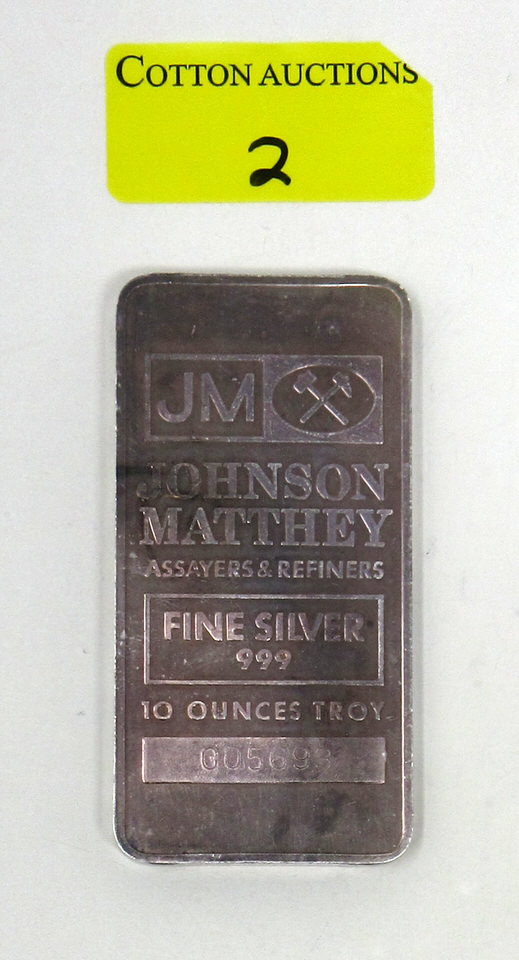 COTTON AUCTIONS
2
JM
JOHNSON
MATTHEY
ASSAYERS & REFINERS
FINE SILVER
999
10 OUNCES TROY